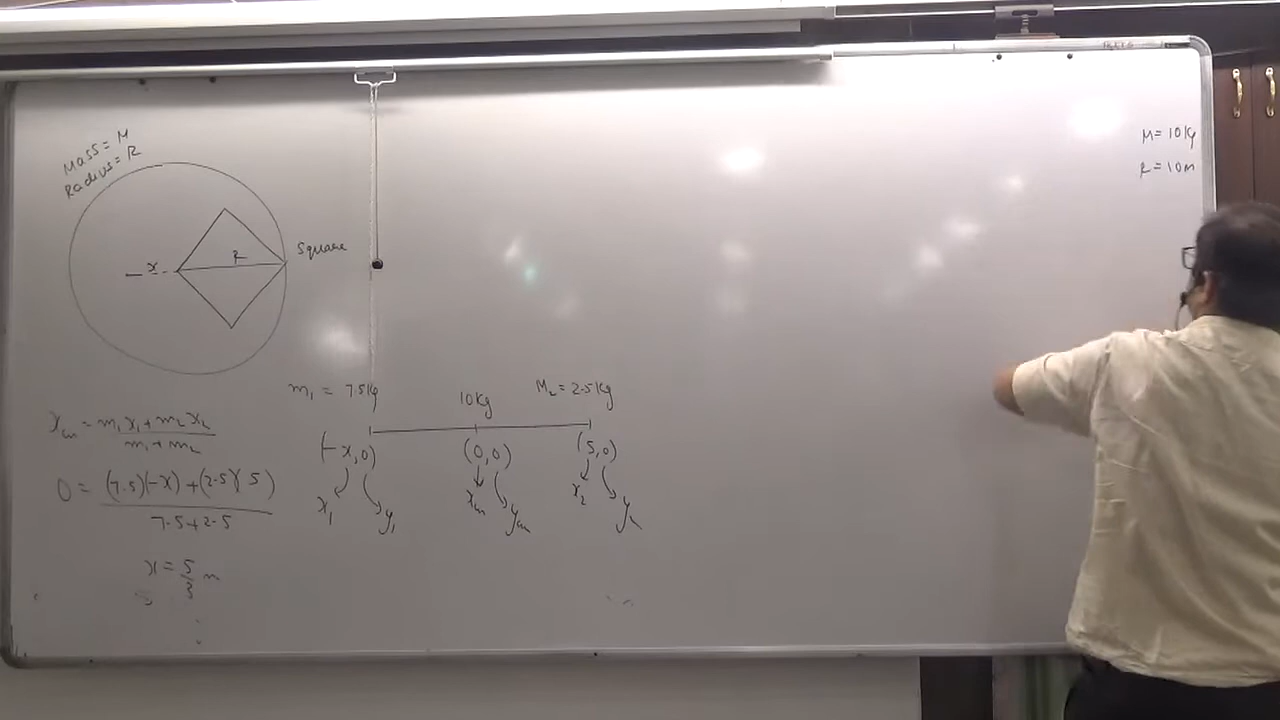 Mass = M
Radius = R
R
x
Square
M = 10 Kg
R = 10m
m₁ = 7.5 Kg
10 Kg
M₂ = 2.5 Kg
(-x,0)
(0,0)
(5,0)
x₁
y₁
xcm
ycm
x₂
y₂
xcm = m₁x₁+m₂x₂
m₁+m₂
0 = (7.5)(-x)+(2.5)(5)
7.5+2.5
x = 5
3 m